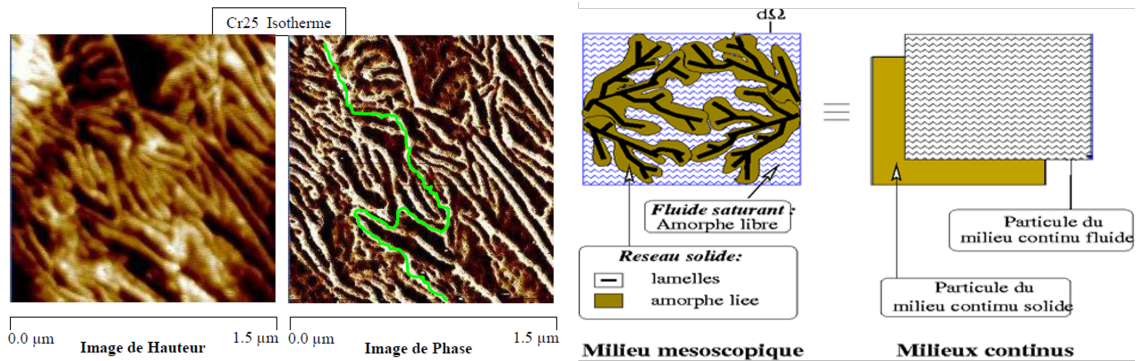 Cr25 Isotherme
0.0 µm
1.5 µm
Image de Hauteur
0.0 µm
1.5 µm
Image de Phase
dΩ
Fluide saturant :
Amorphe libre
Reseau solide:
lamelles
amorphe liee
Milieu mesoscopique
≡
Particule du
milieu continu fluide
Particule du
milieu contimu solide
Milieux continus